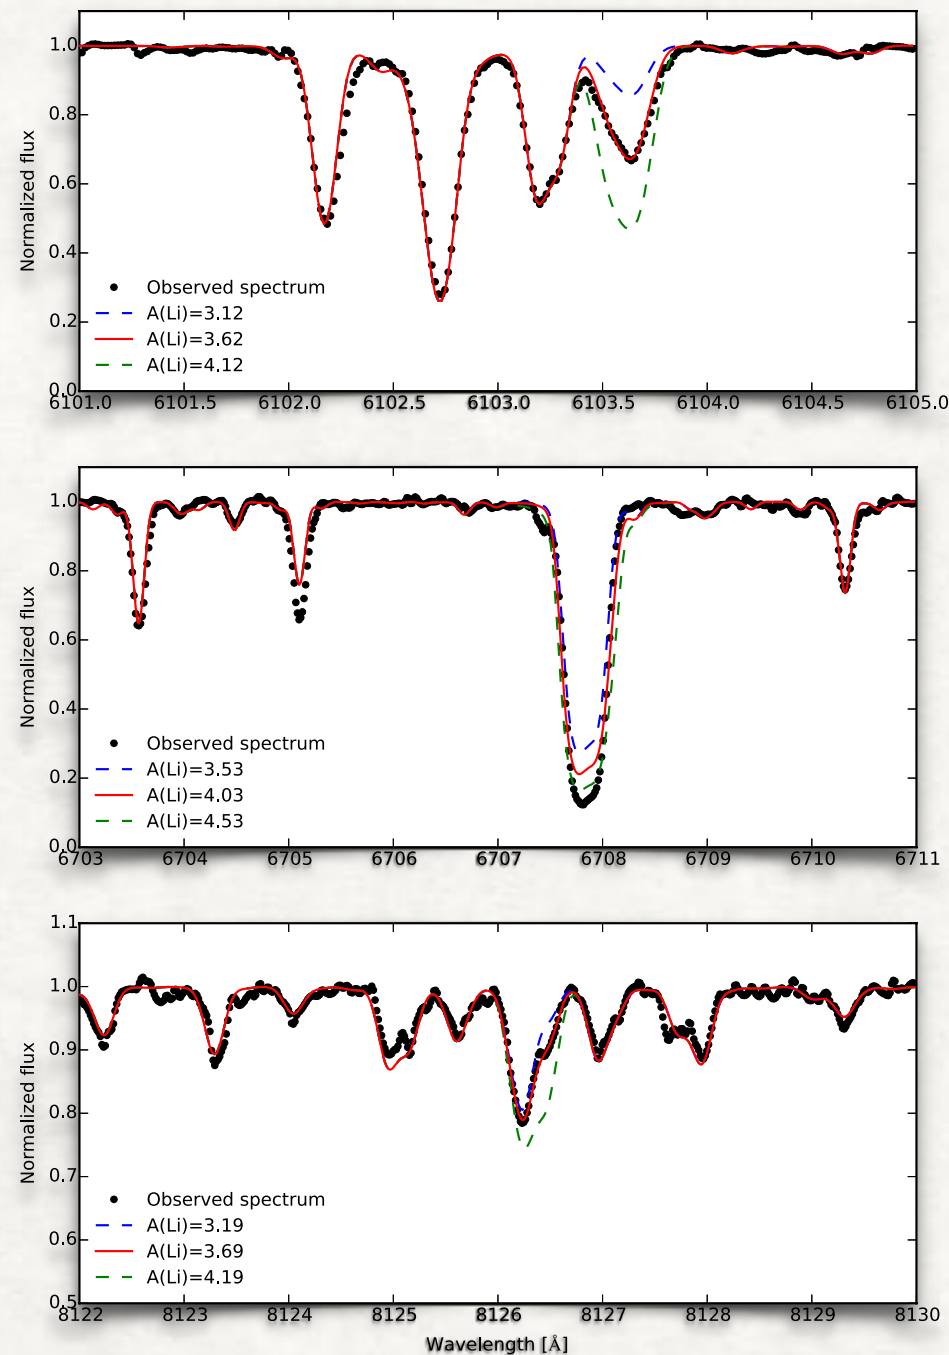 1.0
0.8
0.6
0.4
0.2
0.0
Normalized flux
Observed spectrum
A(Li)=3.12
A(Li)=3.62
A(Li)=4.12
6101.0 6101.5 6102.0 6102.5 6103.0 6103.5 6104.0 6104.5 6105.0
1.0
0.8
0.6
0.4
0.2
0.0
Normalized flux
Observed spectrum
A(Li)=3.53
A(Li)=4.03
A(Li)=4.53
6703 6704 6705 6706 6707 6708 6709 6710 6711
1.1
1.0
0.9
0.8
0.7
0.6
0.5
Normalized flux
Observed spectrum
A(Li)=3.19
A(Li)=3.69
A(Li)=4.19
8122 8123 8124 8125 8126 8127 8128 8129 8130
Wavelength [Å]